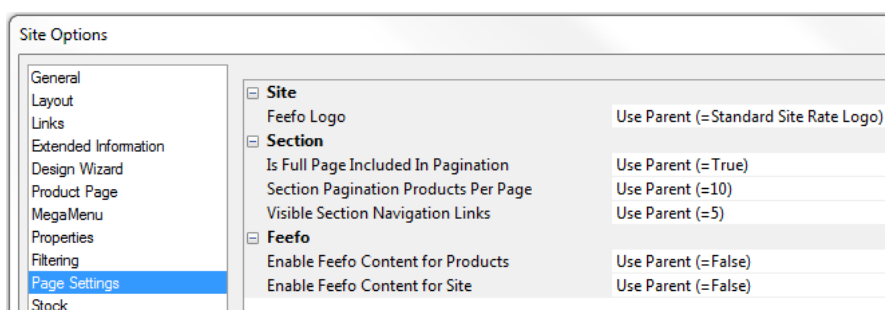 Site Options
General
Layout
Links
Extended Information
Design Wizard
Product Page
MegaMenu
Properties
Filtering
Page Settings
Stock
Site
Feefo Logo Use Parent (=Standard Site Rate Logo)
Section
Is Full Page Included In Pagination Use Parent (=True)
Section Pagination Products Per Page Use Parent (=10)
Visible Section Navigation Links Use Parent (=5)
Feefo
Enable Feefo Content for Products Use Parent (=False)
Enable Feefo Content for Site Use Parent (=False)